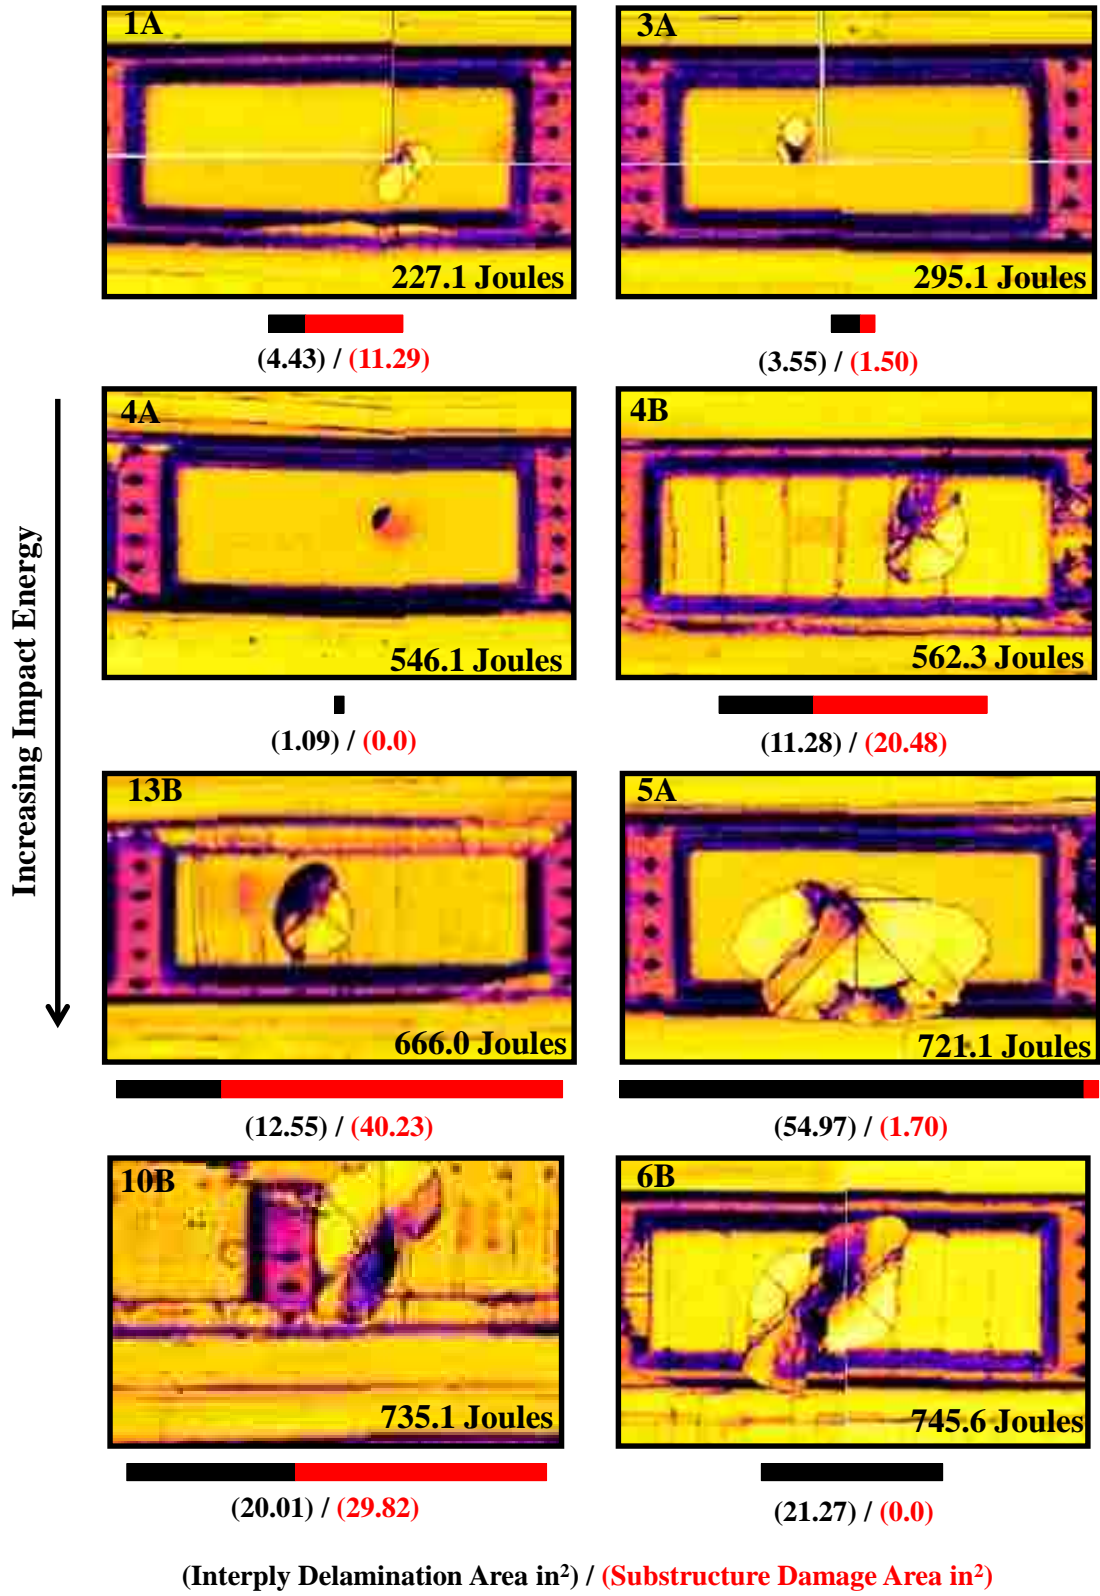 1A
227.1 Joules
(4.43) / (11.29)
3A
295.1 Joules
(3.55) / (1.50)
Increasing Impact Energy
4A
546.1 Joules
(1.09) / (0.0)
4B
562.3 Joules
(11.28) / (20.48)
13B
666.0 Joules
(12.55) / (40.23)
5A
721.1 Joules
(54.97) / (1.70)
10B
735.1 Joules
(20.01) / (29.82)
6B
745.6 Joules
(21.27) / (0.0)
(Interply Delamination Area in²) / (Substructure Damage Area in²)